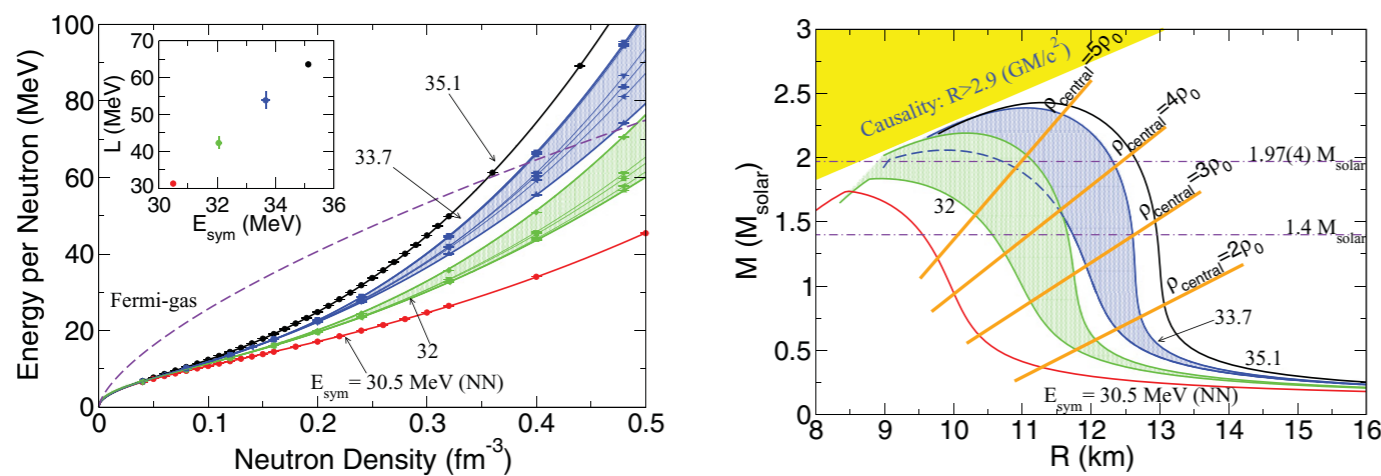 100
80
60
40
20
0
Energy per Neutron (MeV)
0
0.1
0.2
0.3
0.4
0.5
Neutron Density (fm⁻³)
70
60
50
40
30
L (MeV)
30
32
34
36
E_sym (MeV)
35.1
33.7
Fermi-gas
32
E_sym = 30.5 MeV (NN)
3
2.5
2
1.5
1
0.5
0
M (M_solar)
8
9
10
11
12
13
14
15
16
R (km)
Causality: R>2.9 (GM/c²)
ρ_central=5ρ_0
ρ_central=4ρ_0
ρ_central=3ρ_0
ρ_central=2ρ_0
1.97(4) M_solar
1.4 M_solar
32
33.7
35.1
E_sym = 30.5 MeV (NN)